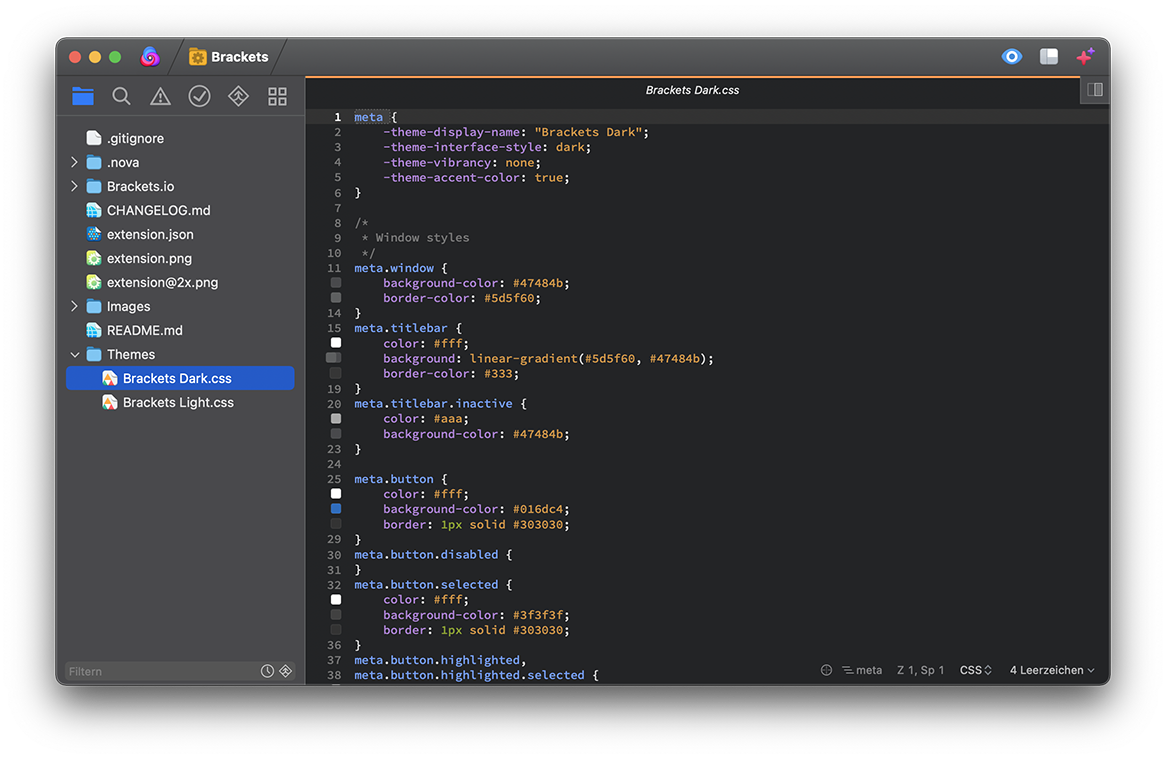 Brackets
.gitignore
.nova
Brackets.io
CHANGELOG.md
extension.json
extension.png
extension@2x.png
Images
README.md
Themes
Brackets Dark.css
Brackets Light.css
Filtern
Brackets Dark.css
1 meta {
2 -theme-display-name: "Brackets Dark";
3 -theme-interface-style: dark;
4 -theme-vibrancy: none;
5 -theme-accent-color: true;
6 }
7
8 /*
9 * Window styles
10 */
11 meta.window {
background-color: #47484b;
border-color: #5d5f60;
14 }
15 meta.titlebar {
color: #fff;
background: linear-gradient(#5d5f60, #47484b);
border-color: #333;
19 }
20 meta.titlebar.inactive {
color: #aaa;
background-color: #47484b;
23 }
24
25 meta.button {
color: #fff;
background-color: #016dc4;
border: 1px solid #303030;
29 }
30 meta.button.disabled {
31 }
32 meta.button.selected {
color: #fff;
background-color: #3f3f3f;
border: 1px solid #303030;
36 }
37 meta.button.highlighted,
38 meta.button.highlighted.selected {
meta Z 1, Sp 1 CSS 4 Leerzeichen